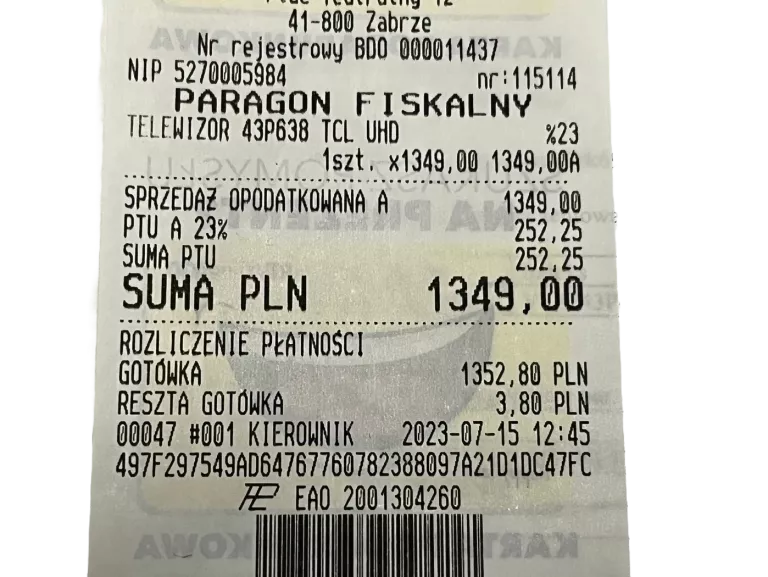 41-800 Zabrze
Nr rejestrowy BDO 000011437
NIP 5270005984 nr:115114
PARAGON FISKALNY
TELEWIZOR 43P638 TCL UHD %23
1szt. x1349,00 1349,00A
SPRZEDAŻ OPODATKOWANA A 1349,00
PTU A 23% 252,25
SUMA PTU 252,25
SUMA PLN 1349,00
ROZLICZENIE PŁATNOŚCI
GOTÓWKA 1352,80 PLN
RESZTA GOTÓWKA 3,80 PLN
00047 #001 KIEROWNIK 2023-07-15 12:45
497F297549AD647677607823880​97A21D1DC47FC
EAO 2001304260